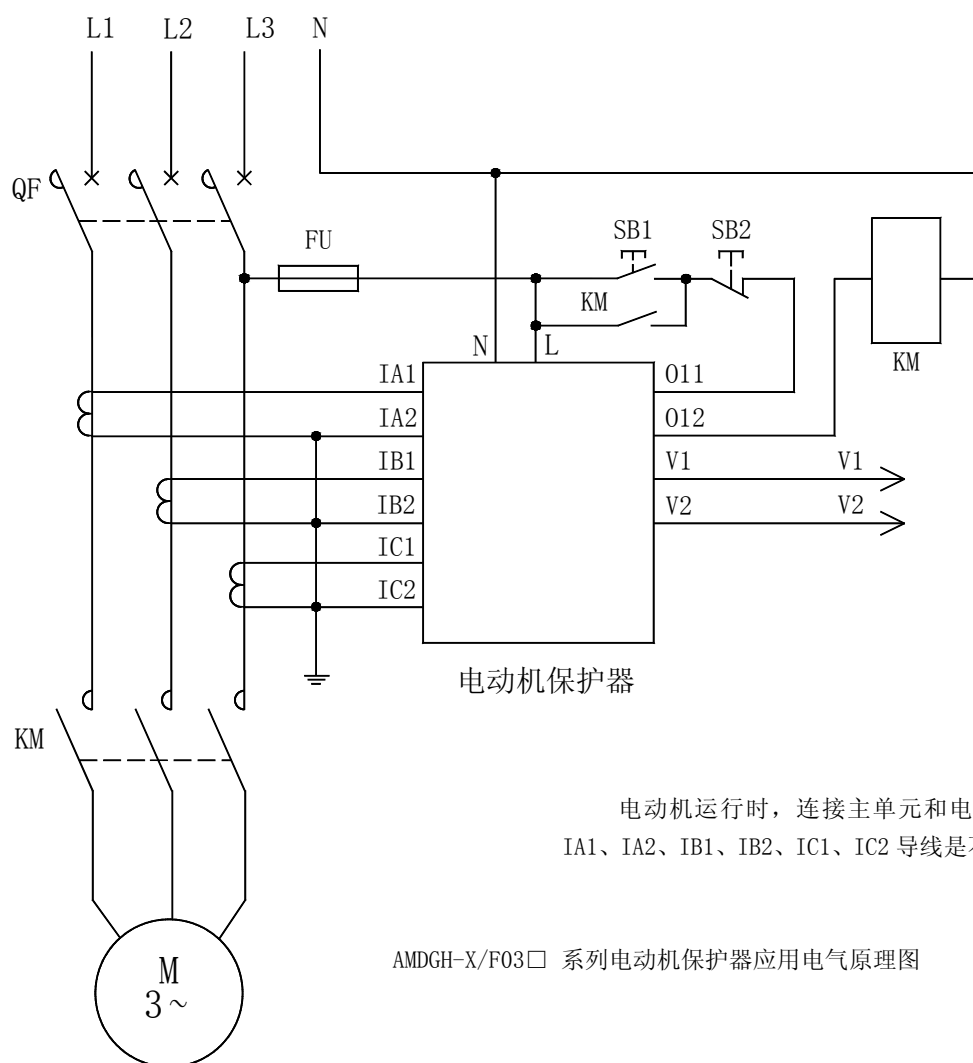 L1 L2 L3 N
QF
FU
SB1 SB2
KM
KM
N L
IA1
IA2
IB1
IB2
IC1
IC2
O11
O12
V1 V1
V2 V2
电动机保护器
KM
电动机运行时，连接主单元和电
IA1、IA2、IB1、IB2、IC1、IC2 导线是
AMDGH-X/F03□ 系列电动机保护器应用电气原理图
M
3~